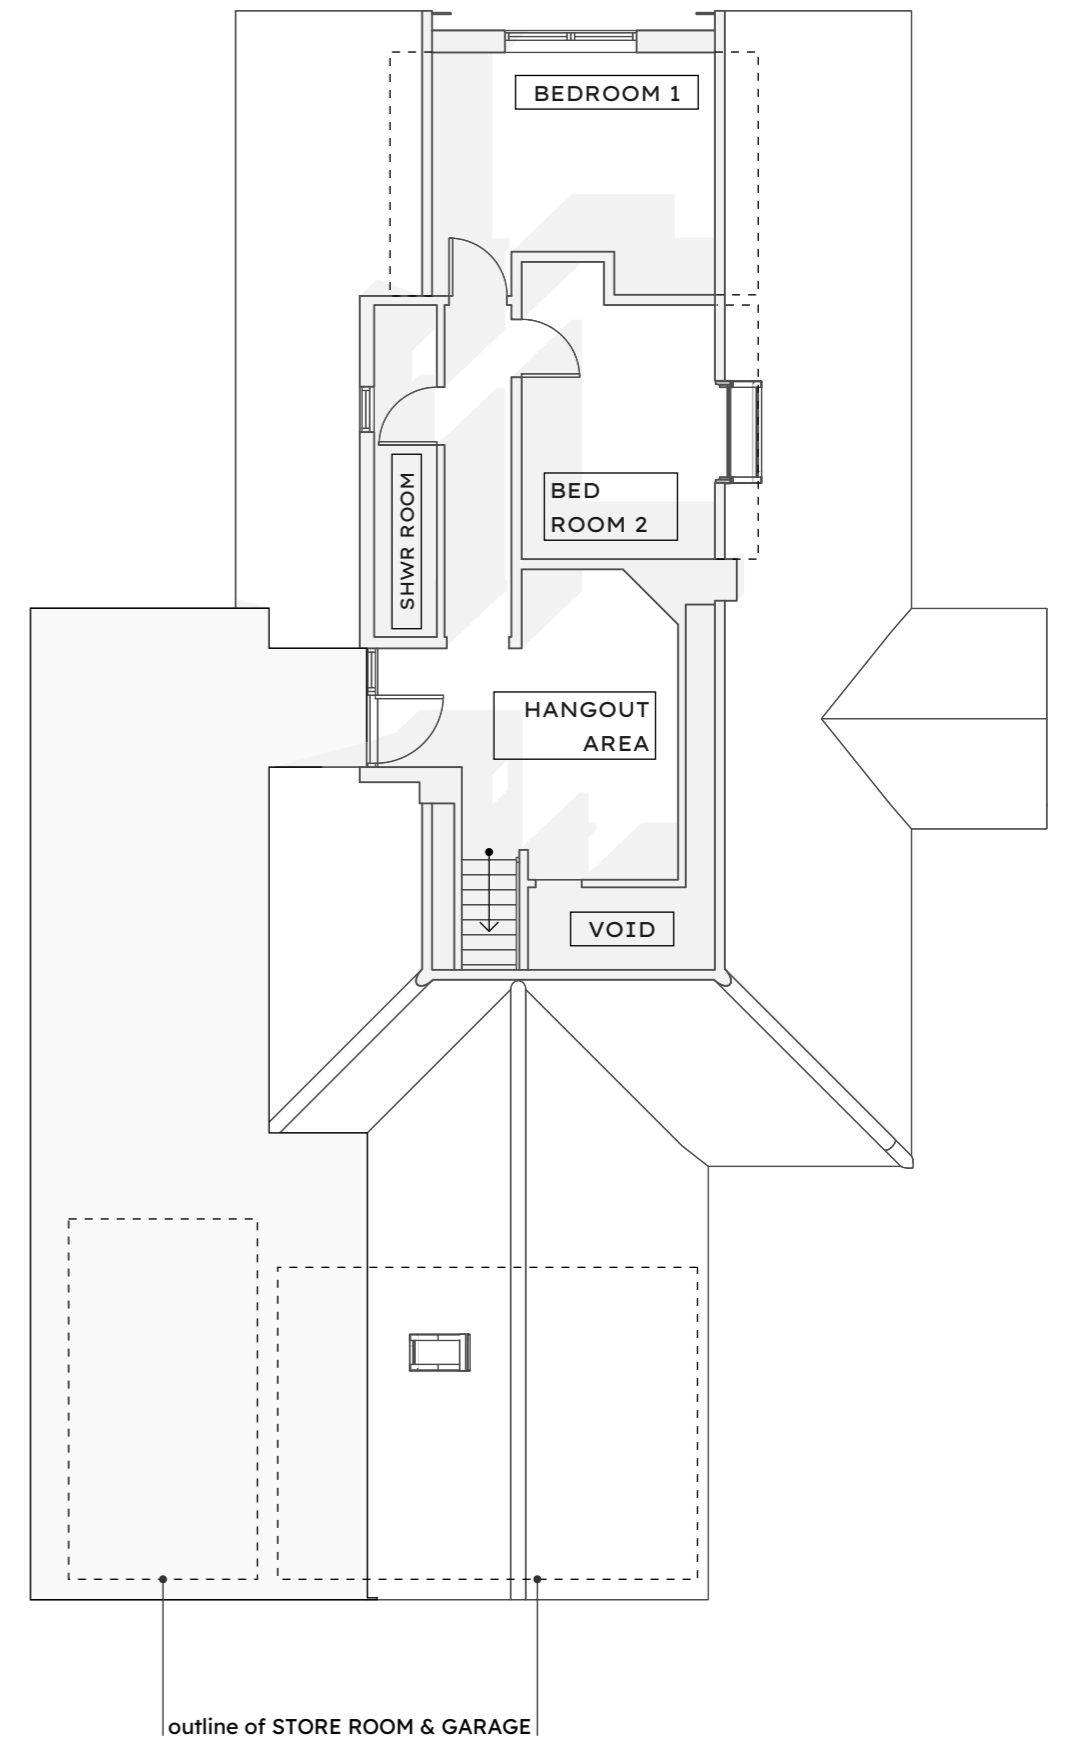 BEDROOM 1
BED
ROOM 2
SHWR ROOM
HANGOUT
AREA
VOID
outline of STORE ROOM & GARAGE